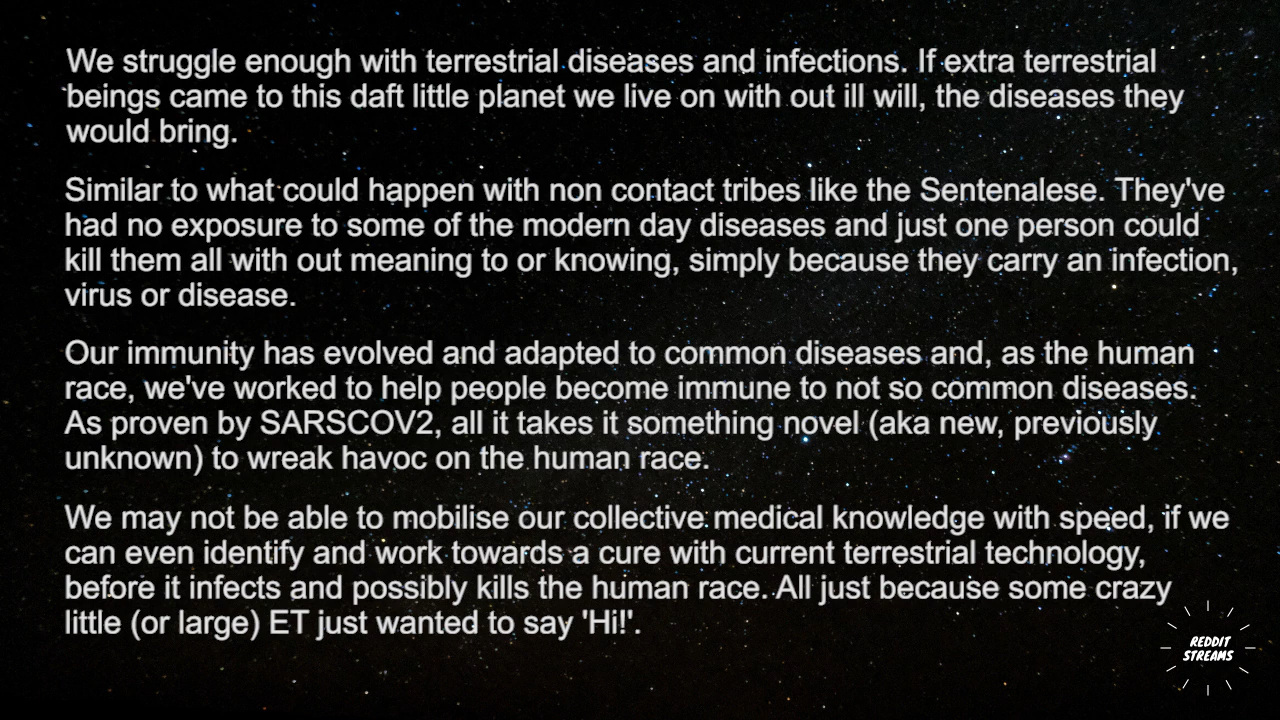 We struggle enough with terrestrial diseases and infections. If extra terrestrial
beings came to this daft little planet we live on with out ill will, the diseases they
would bring.
Similar to what could happen with non contact tribes like the Sentenalese. They've
had no exposure to some of the modern day diseases and just one person could
kill them all with out meaning to or knowing, simply because they carry an infection,
virus or disease.
Our immunity has evolved and adapted to common diseases and, as the human
race, we've worked to help people become immune to not so common diseases.
As proven by SARSCOV2, all it takes it something novel (aka new, previously
unknown) to wreak havoc on the human race.
We may not be able to mobilise our collective medical knowledge with speed, if we
can even identify and work towards a cure with current terrestrial technology,
before it infects and possibly kills the human race. All just because some crazy
little (or large) ET just wanted to say 'Hi!'.
REDDIT
STREAMS